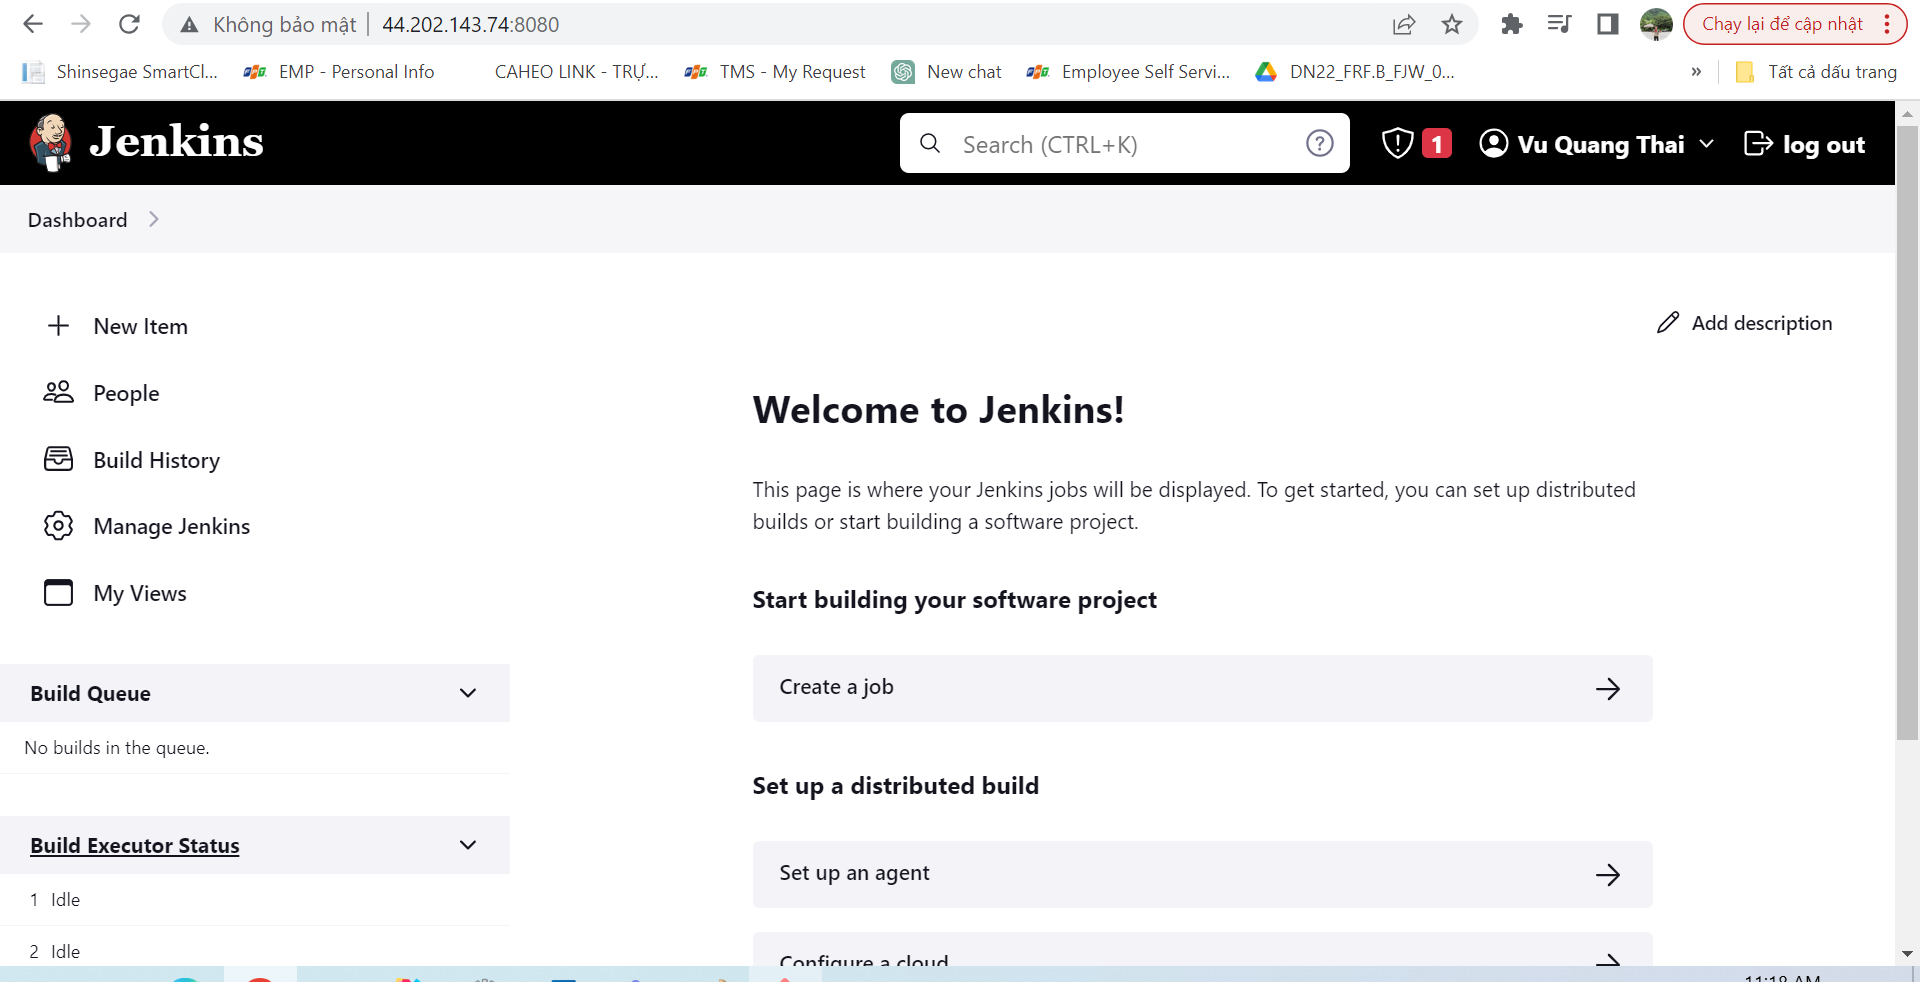 Không bảo mật 44.202.143.74:8080 Chạy lại để cập nhật
Shinsegae SmartCl... EMP - Personal Info CAHEO LINK - TRỰ... TMS - My Request New chat Employee Self Servi... DN22_FRF.B_FJW_0... » Tất cả dấu trang
Jenkins Search (CTRL+K) ? 1 Vu Quang Thai log out
Dashboard
New Item
Add description
People
Build History
Manage Jenkins
My Views
Build Queue
No builds in the queue.
Build Executor Status
1 Idle
2 Idle
Welcome to Jenkins!
This page is where your Jenkins jobs will be displayed. To get started, you can set up distributed
builds or start building a software project.
Start building your software project
Create a job
Set up a distributed build
Set up an agent
Configure a cloud
11:18 AM